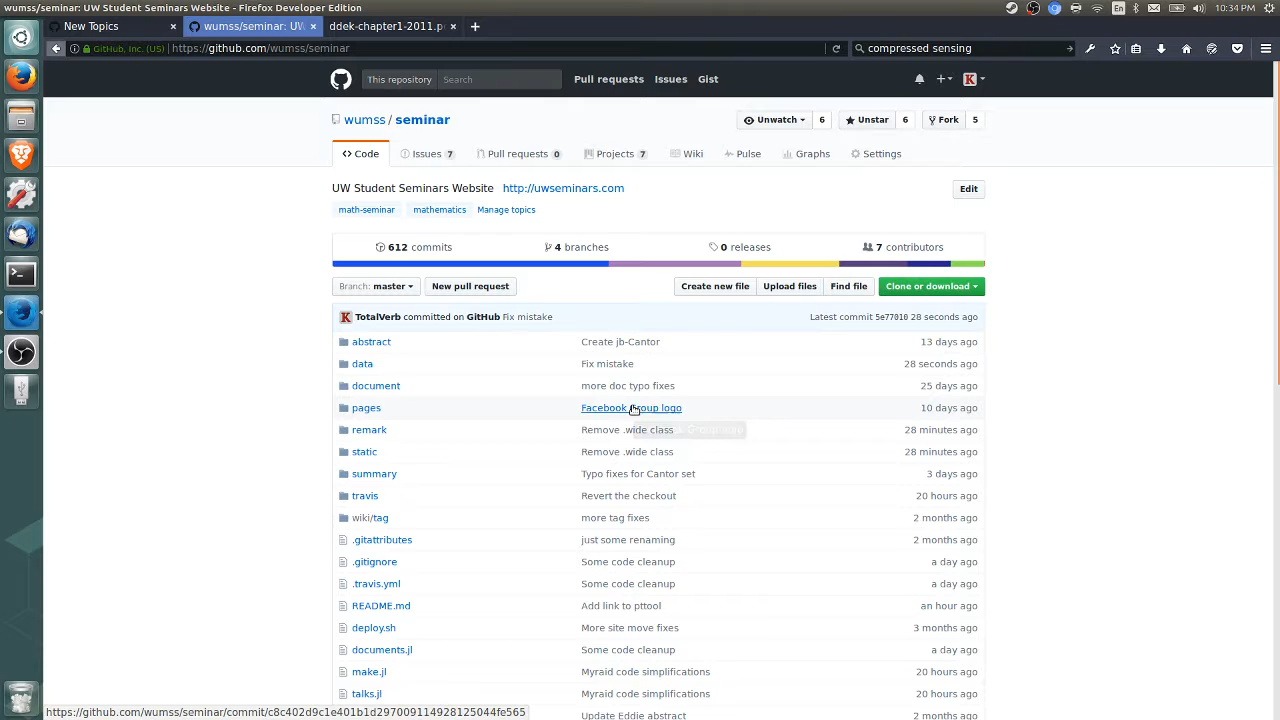 wumss/seminar: UW Student Seminars Website - Firefox Developer Edition
En
10:34 PM
New Topics
wumss/seminar: UW
ddek-chapter1-2011.p
GitHub, Inc. (US)
https://github.com/wumss/seminar
compressed sensing
This repository
Search
Pull requests
Issues
Gist
wumss / seminar
Unwatch 6
Unstar 6
Fork 5
Code
Issues 7
Pull requests 0
Projects 7
Wiki
Pulse
Graphs
Settings
UW Student Seminars Website http://uwseminars.com
Edit
math-seminar mathematics Manage topics
612 commits
4 branches
0 releases
7 contributors
Branch: master
New pull request
Create new file
Upload files
Find file
Clone or download
TotalVerb committed on GitHub Fix mistake
Latest commit 5e77010 28 seconds ago
abstract Create jb-Cantor 13 days ago
data Fix mistake 28 seconds ago
document more doc typo fixes 25 days ago
pages Facebook group logo 10 days ago
remark Remove .wide class 28 minutes ago
static Remove .wide class 28 minutes ago
summary Typo fixes for Cantor set 3 days ago
travis Revert the checkout 20 hours ago
wiki/tag more tag fixes 2 months ago
.gitattributes just some renaming 2 months ago
.gitignore Some code cleanup a day ago
.travis.yml Some code cleanup a day ago
README.md Add link to pttool an hour ago
deploy.sh More site move fixes 3 months ago
documents.jl Some code cleanup a day ago
make.jl Myraid code simplifications 20 hours ago
talks.jl Myraid code simplifications 20 hours ago
Update Eddie abstract 2 months ago
https://github.com/wumss/seminar/commit/c8c402d9c1e401b1d297009114928125044fe565